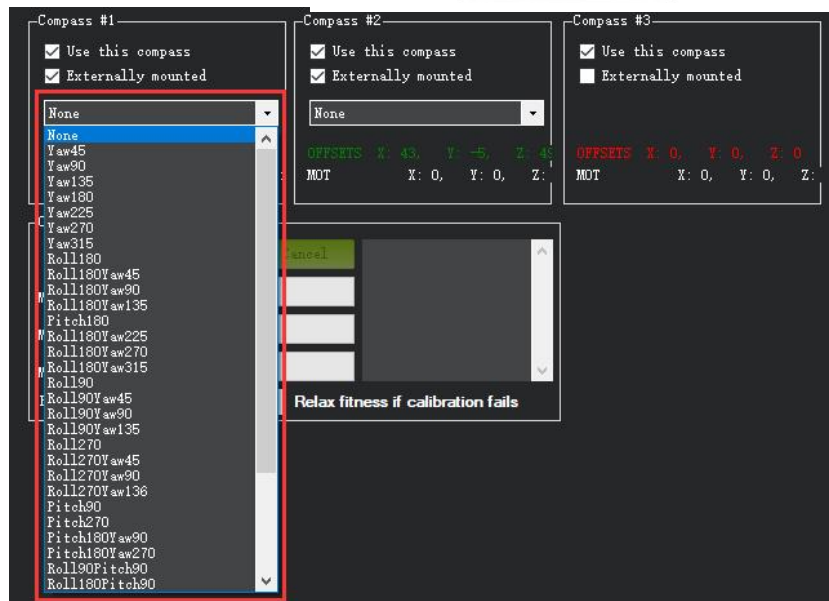 Compass #1
Use this compass
Externally mounted
None
None
Yaw45
Yaw90
Yaw135
Yaw180
Yaw225
Yaw270
Yaw315
Roll180
Roll180Yaw45
Roll180Yaw90
Roll180Yaw135
Pitch180
Roll180Yaw225
Roll180Yaw270
Roll180Yaw315
Roll90
Roll90Yaw45
Roll90Yaw90
Roll90Yaw135
Roll270
Roll270Yaw45
Roll270Yaw90
Roll270Yaw136
Pitch90
Pitch270
Pitch180Yaw90
Pitch180Yaw270
Roll90Pitch90
Roll180Pitch90
Compass #2
Use this compass
Externally mounted
None
OFFSETS X: 43, Y: -5, Z: 49
MOT X: 0, Y: 0, Z:
Compass #3
Use this compass
Externally mounted
OFFSETS X: 0, Y: 0, Z: 0
MOT X: 0, Y: 0, Z:
Cancel
Relax fitness if calibration fails